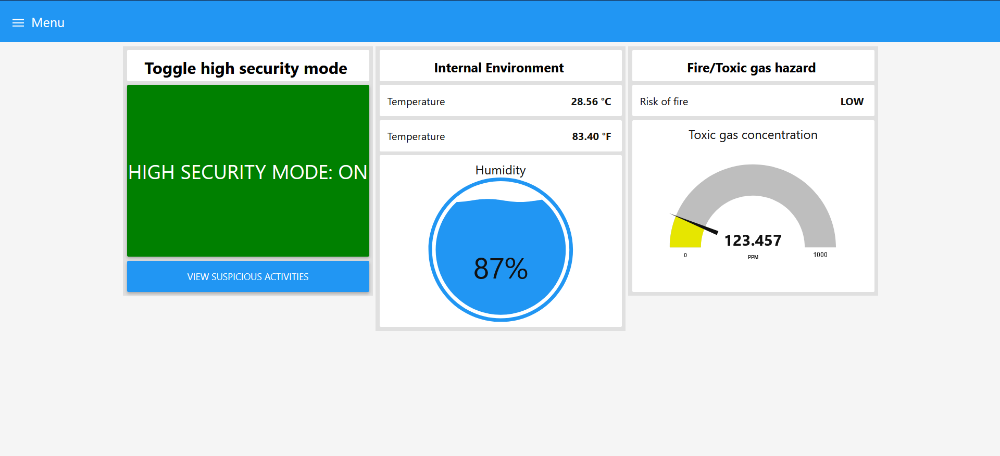 Menu
Toggle high security mode
HIGH SECURITY MODE: ON
VIEW SUSPICIOUS ACTIVITIES
Internal Environment
Temperature 28.56 °C
Temperature 83.40 °F
Humidity
87%
Fire/Toxic gas hazard
Risk of fire LOW
Toxic gas concentration
123.457
0 PPM 1000